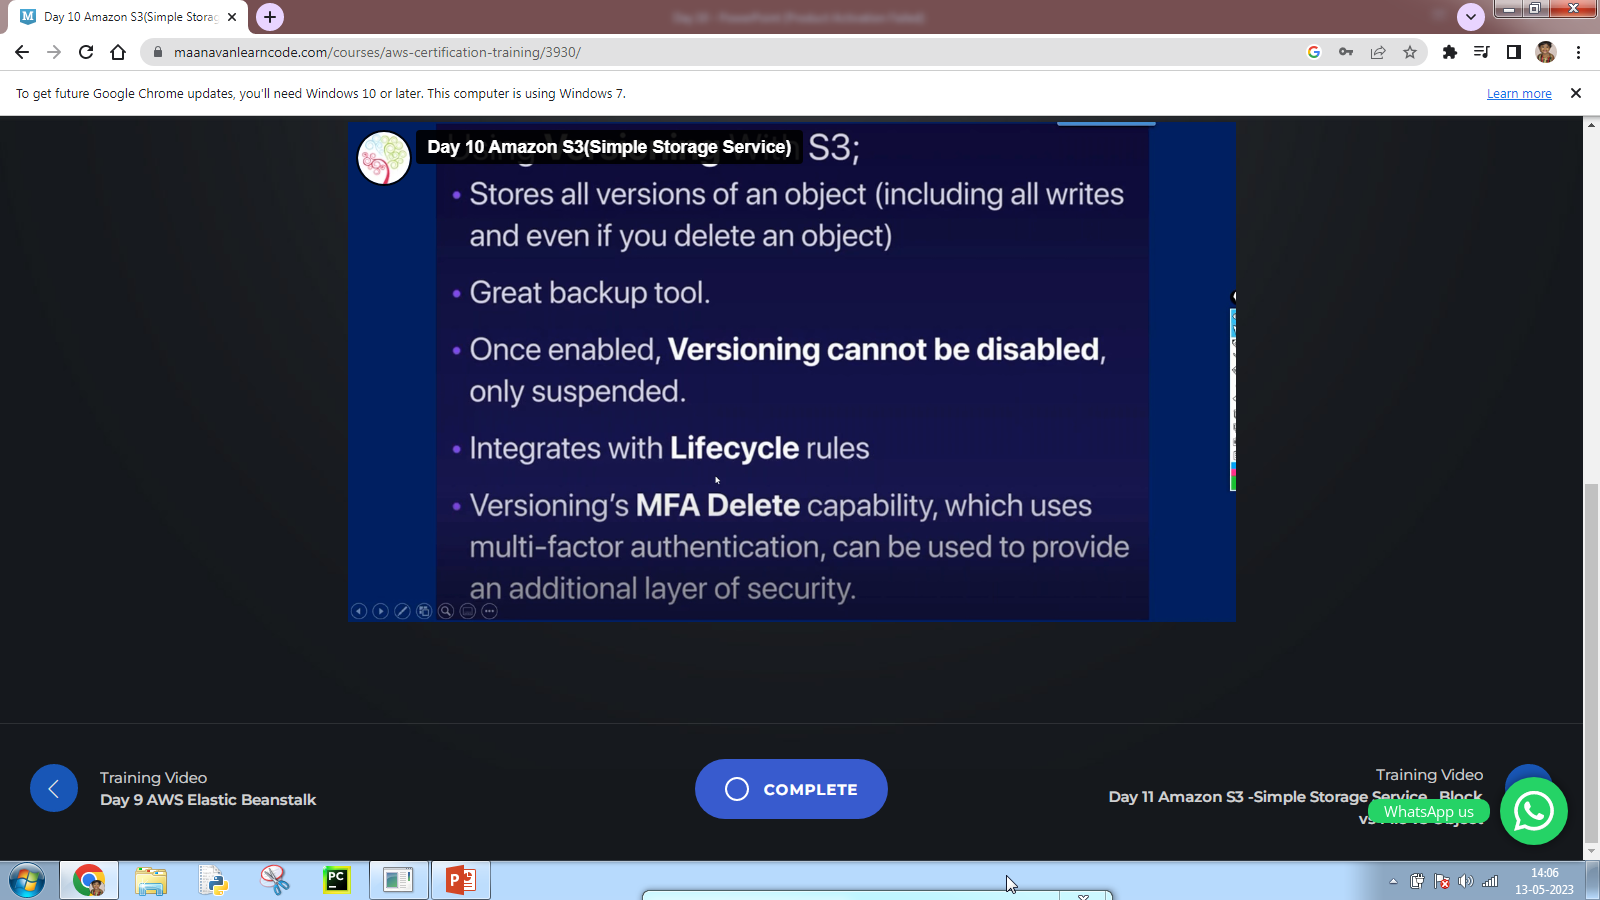 Day 10 Amazon S3(Simple Storag
maanavanlearncode.com/courses/aws-certification-training/3930/
To get future Google Chrome updates, you'll need Windows 10 or later. This computer is using Windows 7.
Learn more
Day 10 Amazon S3(Simple Storage Service)
S3;
• Stores all versions of an object (including all writes
and even if you delete an object)
• Great backup tool.
• Once enabled, Versioning cannot be disabled,
only suspended.
• Integrates with Lifecycle rules
• Versioning's MFA Delete capability, which uses
multi-factor authentication, can be used to provide
an additional layer of security.
Training Video
Day 9 AWS Elastic Beanstalk
COMPLETE
Training Video
Day 11 Amazon S3 -Simple Storage Service_ Block
WhatsApp us
PC
14:06
13-05-2023